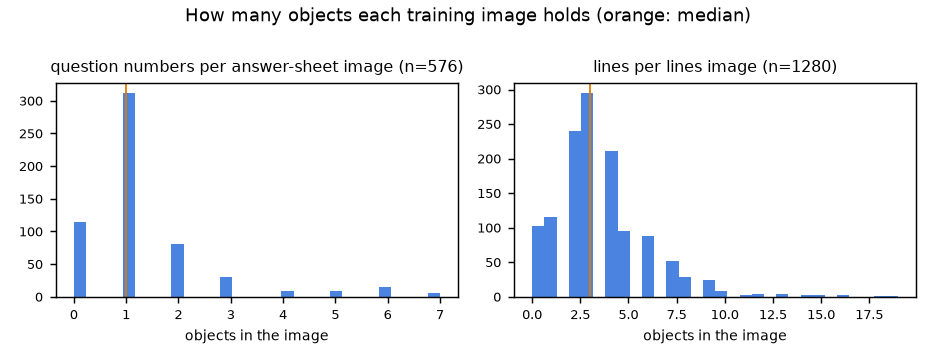 How many objects each training image holds (orange: median)
question numbers per answer-sheet image (n=576)
lines per lines image (n=1280)
300
250
200
150
100
50
0
0 1 2 3 4 5 6 7
objects in the image
300
250
200
150
100
50
0
0.0 2.5 5.0 7.5 10.0 12.5 15.0 17.5
objects in the image